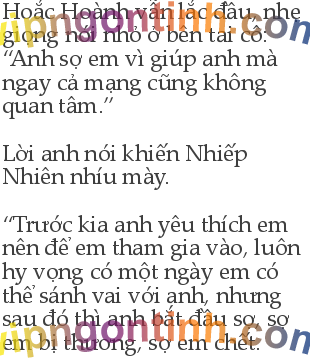 Hoắc Hoành vẫn lắc đầu, nhẹ
giọng nói nhỏ ở bên tai cô:
“Anh sợ em vì giúp anh mà
ngay cả mạng cũng không
quan tâm.”
Lời anh nói khiến Nhiếp
Nhiên nhíu mày.
“Trước kia anh yêu thích em
nên để em tham gia vào, luôn
hy vọng có một ngày em có
thể sánh vai với anh, nhưng
sau đó thì anh bắt đầu sợ, sợ
em bị thương, sợ em chết.
vipngontinh.com
vipngontinh.com